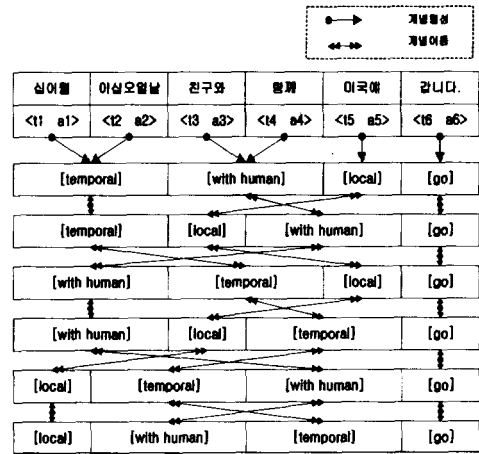 개념형성
개념이동
십이월 이십오일날 친구와 함께 미국에 갑니다.
<t1 a1> <t2 a2> <t3 a3> <t4 a4> <t5 a5> <t6 a6>
[temporal] [with human] [local] [go]
[temporal] [local] [with human] [go]
[with human] [temporal] [local] [go]
[with human] [local] [temporal] [go]
[local] [temporal] [with human] [go]
[local] [with human] [temporal] [go]